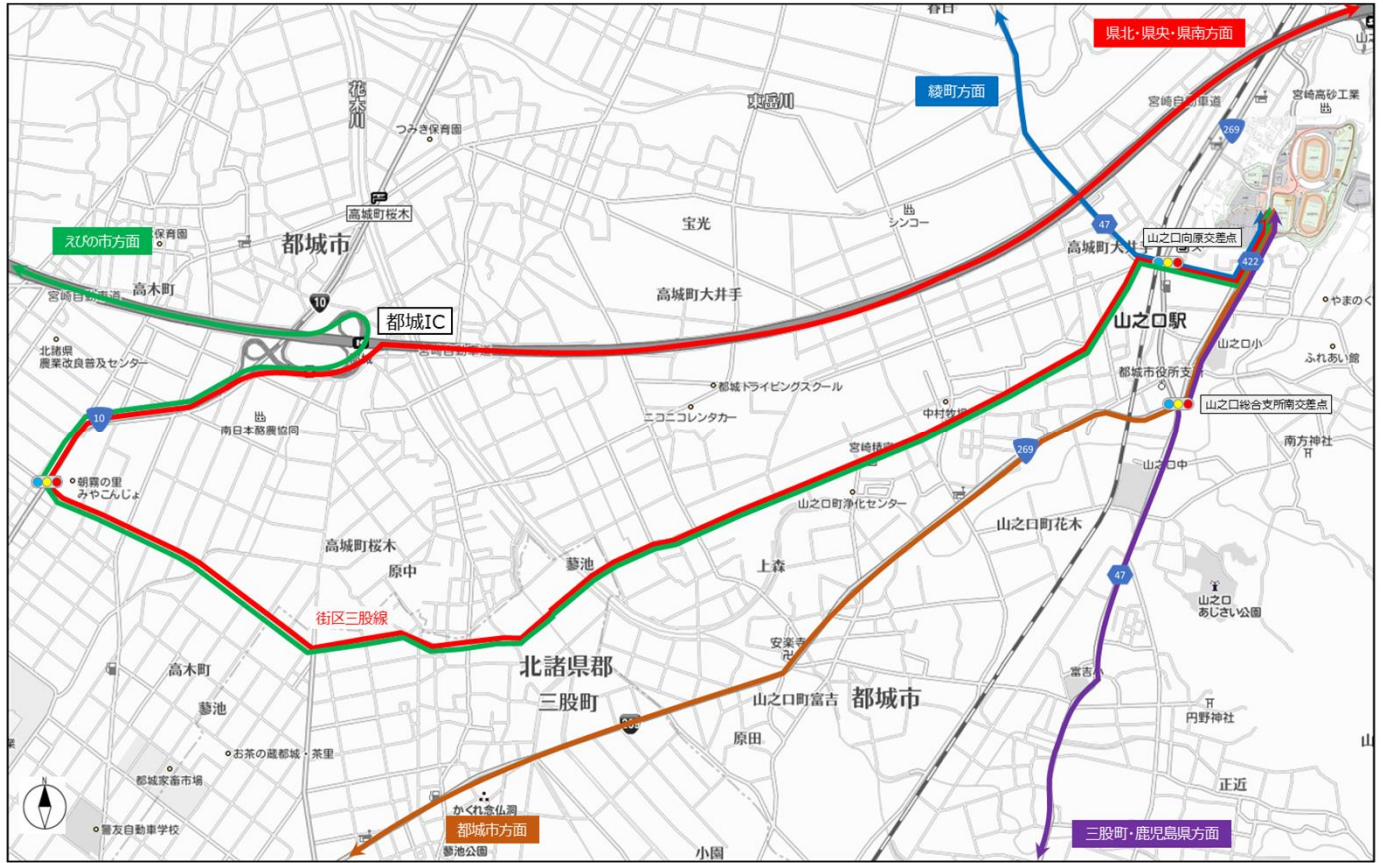 春日
県北・県央・県南方面
花木川
綾町方面
東岳川
宮崎自動車道
宮崎高砂工業
つみき保育園
269
高城町桜木
宝光
シンコー
47
山之口向原交差点
えびの市方面
保育園
都城市
高城町大井手
422
宮崎自動車道
高木町
10
高城町大井手
やまのく
都城IC
山之口駅
宮崎自動車道
山之口小
北諸県
農業改良普及センター
ふれあい館
都城市役所支所
都城ドライビングスクール
ニコニコレンタカー
中村牧場
山之口総合支所南交差点
10
南日本酪農協同
269
南方神社
朝霧の里
みやこんじょ
山之口中
山之口町浄化センター
山之口町花木
高城町桜木
原中
蓼池
上森
47
山之口
あじさい公園
街区三股線
安楽寺
北諸県郡
高木町
三股町
山之口町富吉
都城市
富吉小
蓼池
円野神社
原田
お茶の蔵都城・茶里
都城家畜市場
正近
かくれ念仏洞
都城市方面
警友自動車学校
三股町・鹿児島県方面
蓼池公園
小園